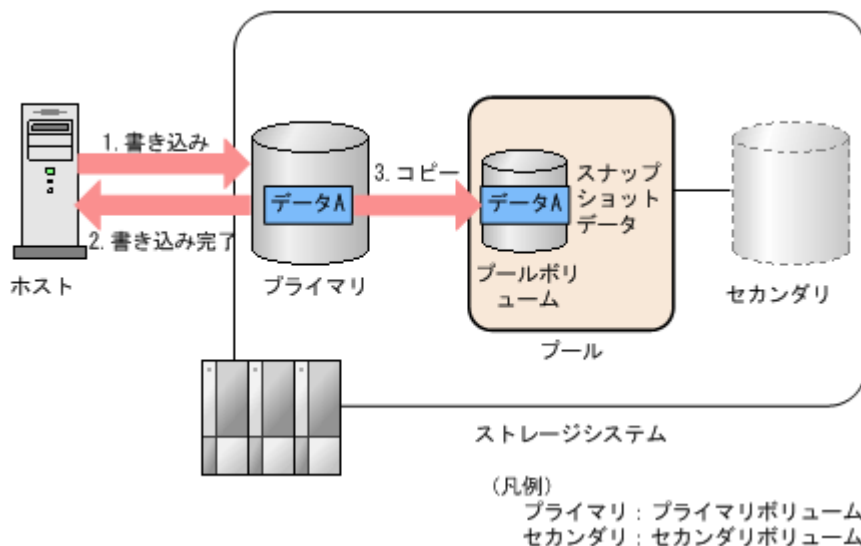 1. 書き込み
データA
2. 書き込み完了
ホスト
プライマリ
3. コピー
データA
スナップ
ショット
データ
プールボリ
ューム
プール
セカンダリ
ストレージシステム
(凡例)
プライマリ : プライマリボリューム
セカンダリ : セカンダリボリューム